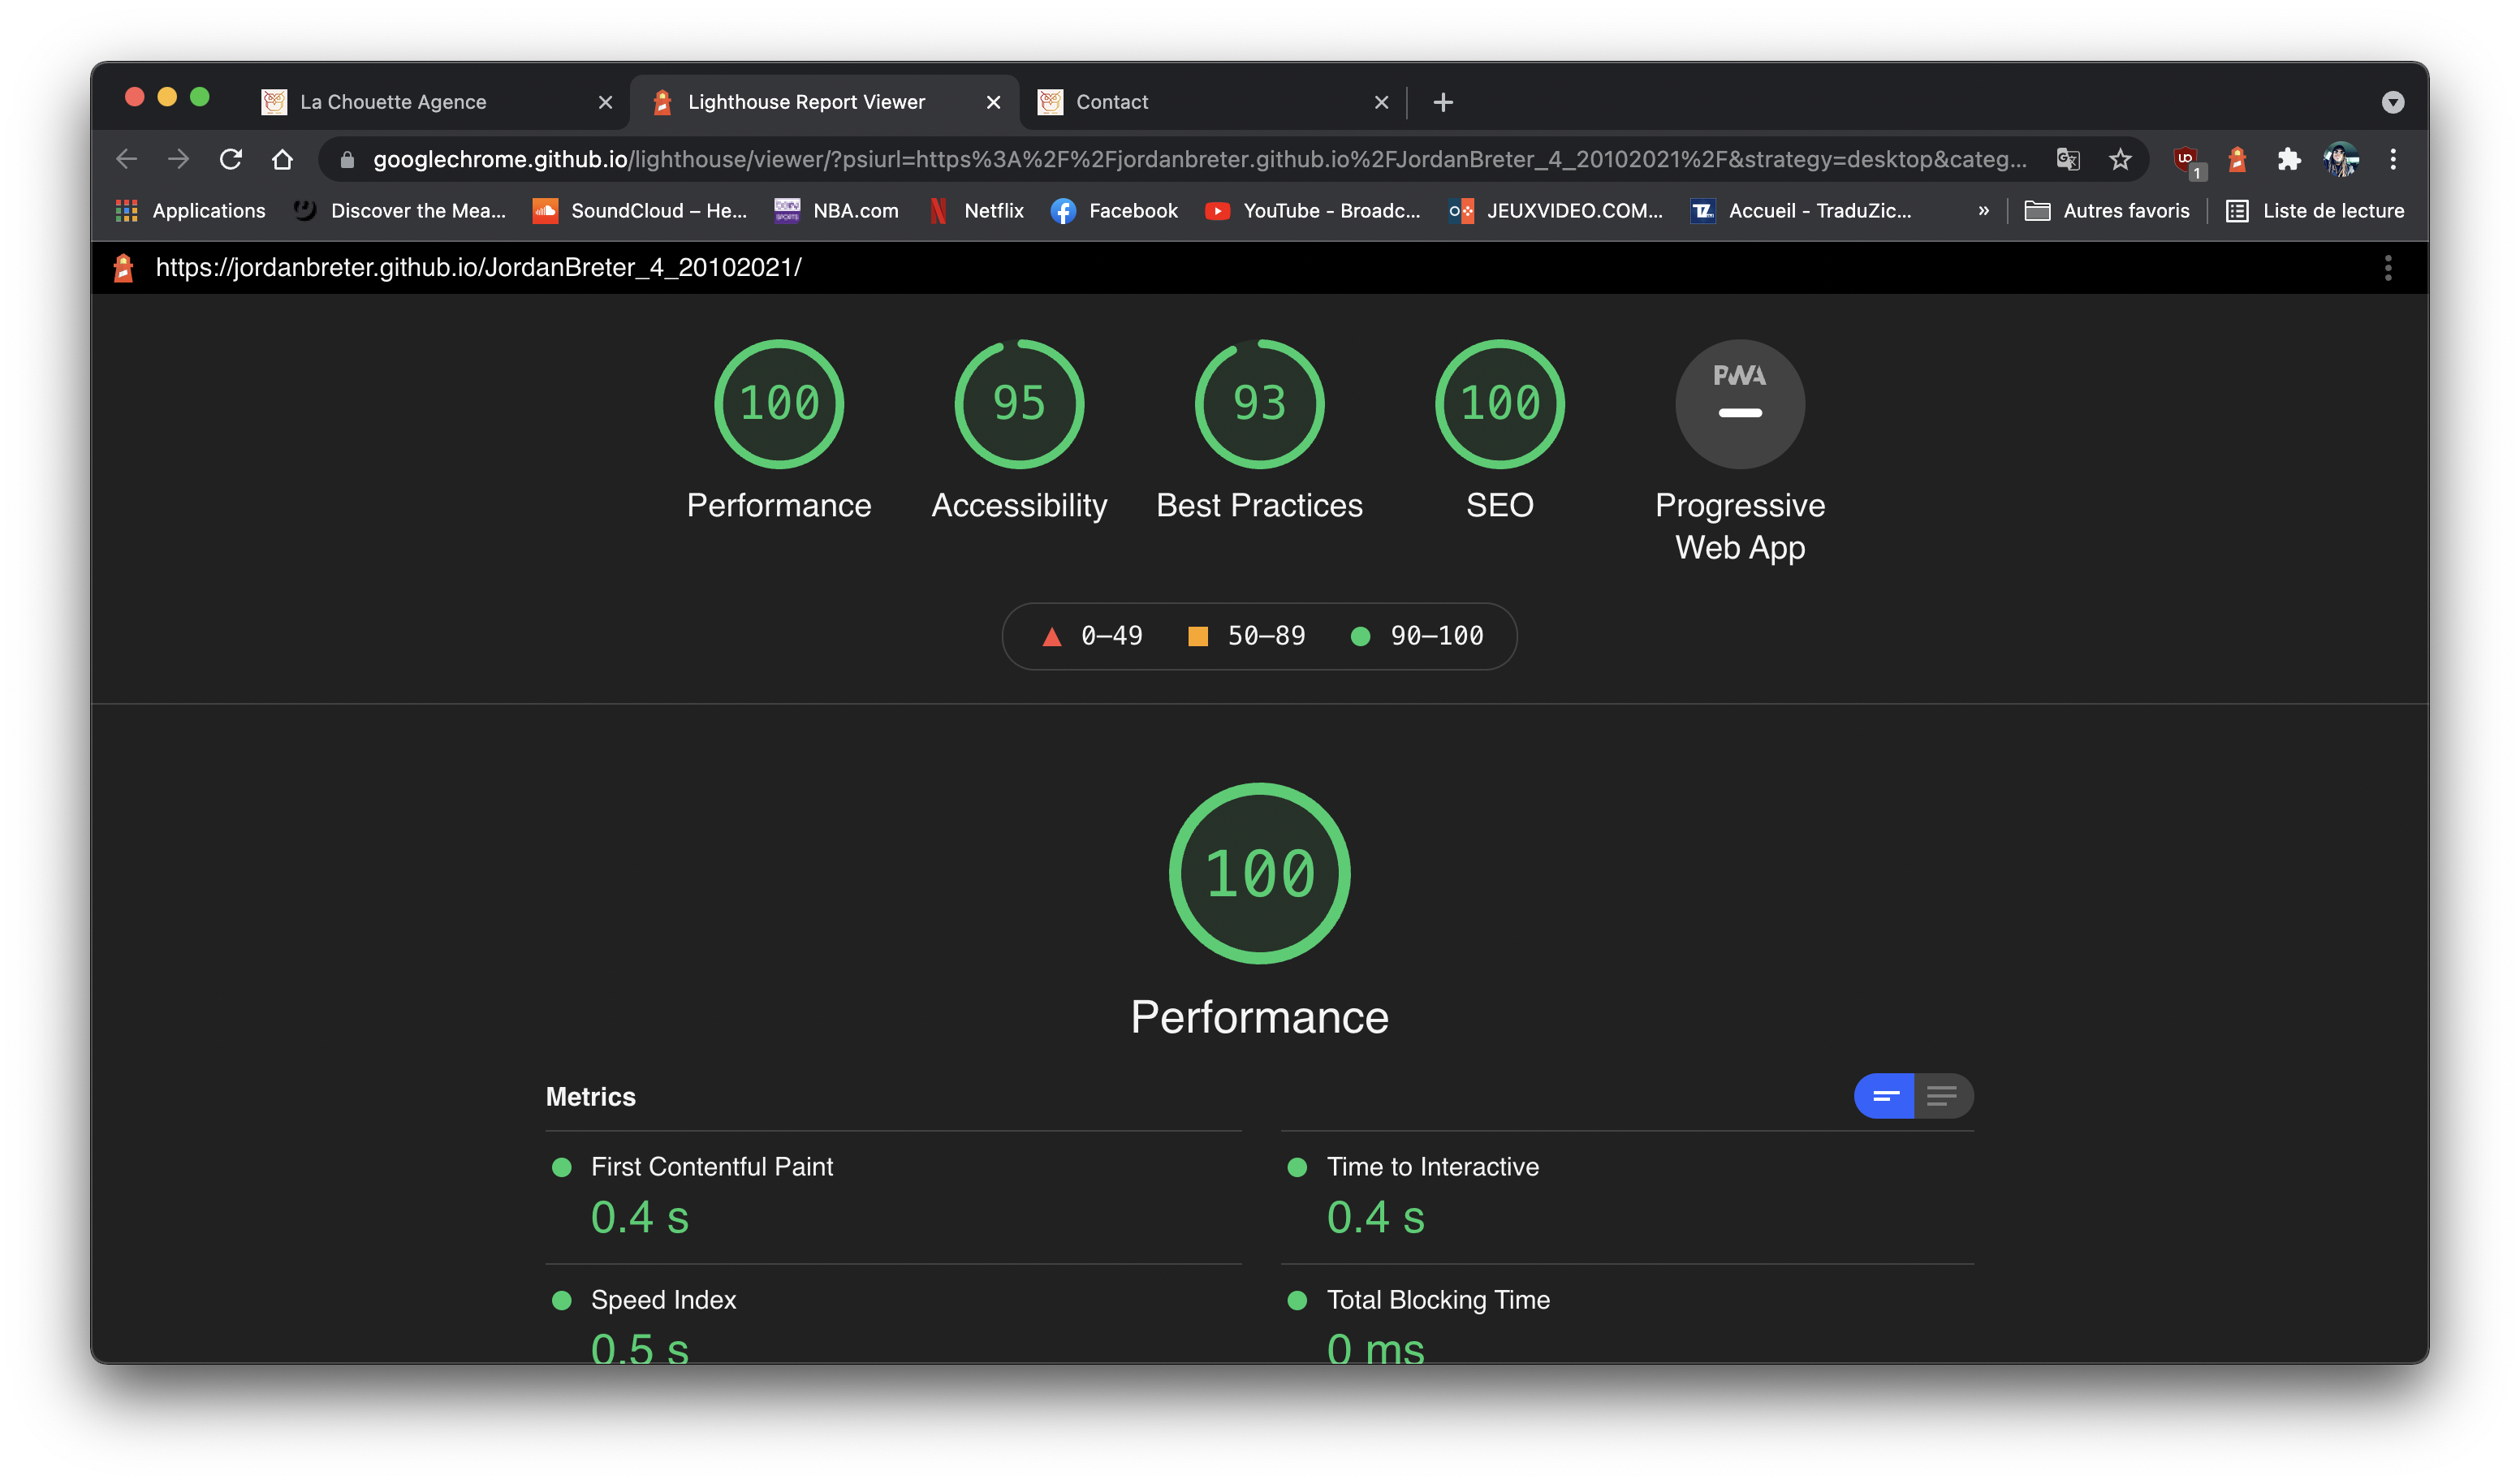 La Chouette Agence
Lighthouse Report Viewer
Contact
googlechrome.github.io/lighthouse/viewer/?psiurl=https%3A%2F%2Fjordanbreter.github.io%2FJordanBreter_4_20102021%2F&strategy=desktop&categ...
1
Applications
Discover the Mea...
SoundCloud – He...
NBA.com
Netflix
Facebook
YouTube - Broadc...
JEUXVIDEO.COM...
Accueil - TraduZic...
»
Autres favoris
Liste de lecture
https://jordanbreter.github.io/JordanBreter_4_20102021/
100
Performance
95
Accessibility
93
Best Practices
100
SEO
PWA
Progressive
Web App
0–49
50–89
90–100
100
Performance
Metrics
First Contentful Paint
0.4 s
Time to Interactive
0.4 s
Speed Index
0.5 s
Total Blocking Time
0 ms